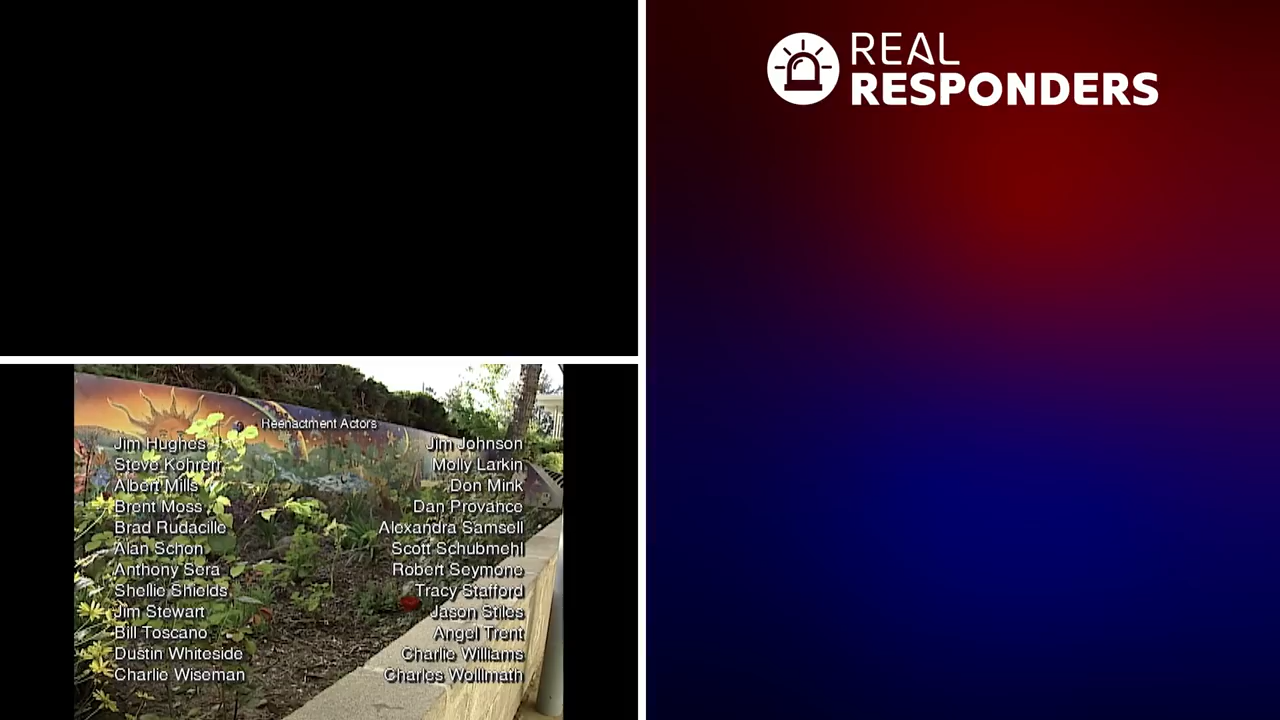 REAL
RESPONDERS
Reenactment Actors
Jim Hughes Jim Johnson
Steve Kohrerr Molly Larkin
Albert Mills Don Mink
Brent Moss Dan Provance
Brad Rudacille Alexandra Samsell
Alan Schon Scott Schubmehl
Anthony Sera Robert Seymone
Shellie Shields Tracy Stafford
Jim Stewart Jason Stiles
Bill Toscano Angel Trent
Dustin Whiteside Charlie Williams
Charlie Wiseman Charles Wolllmath